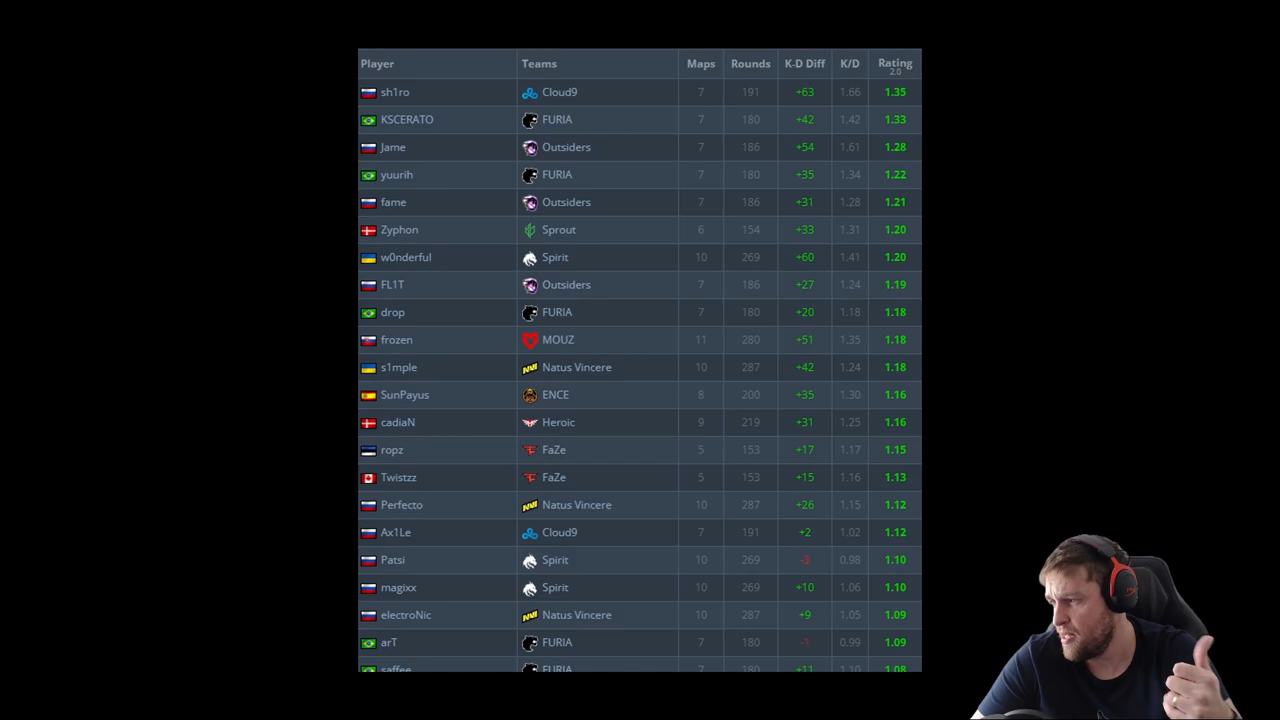 Player Teams Maps Rounds K-D Diff K/D Rating 2.0
sh1ro Cloud9 7 191 +63 1.66 1.35
KSCERATO FURIA 7 180 +42 1.42 1.33
Jame Outsiders 7 186 +54 1.61 1.28
yuurih FURIA 7 180 +35 1.34 1.22
fame Outsiders 7 186 +31 1.28 1.21
Zyphon Sprout 6 154 +33 1.31 1.20
w0nderful Spirit 10 269 +60 1.41 1.20
FL1T Outsiders 7 186 +27 1.24 1.19
drop FURIA 7 180 +20 1.18 1.18
frozen MOUZ 11 280 +51 1.35 1.18
s1mple Natus Vincere 10 287 +42 1.24 1.18
SunPayus ENCE 8 200 +35 1.30 1.16
cadiaN Heroic 9 219 +31 1.25 1.16
ropz FaZe 5 153 +17 1.17 1.15
Twistzz FaZe 5 153 +15 1.16 1.13
Perfecto Natus Vincere 10 287 +26 1.15 1.12
Ax1Le Cloud9 7 191 +2 1.02 1.12
Patsi Spirit 10 269 -3 0.98 1.10
magixx Spirit 10 269 +10 1.06 1.10
electroNic Natus Vincere 10 287 +9 1.05 1.09
arT FURIA 7 180 -1 0.99 1.09
saffee FURIA 7 180 +11 1.10 1.08